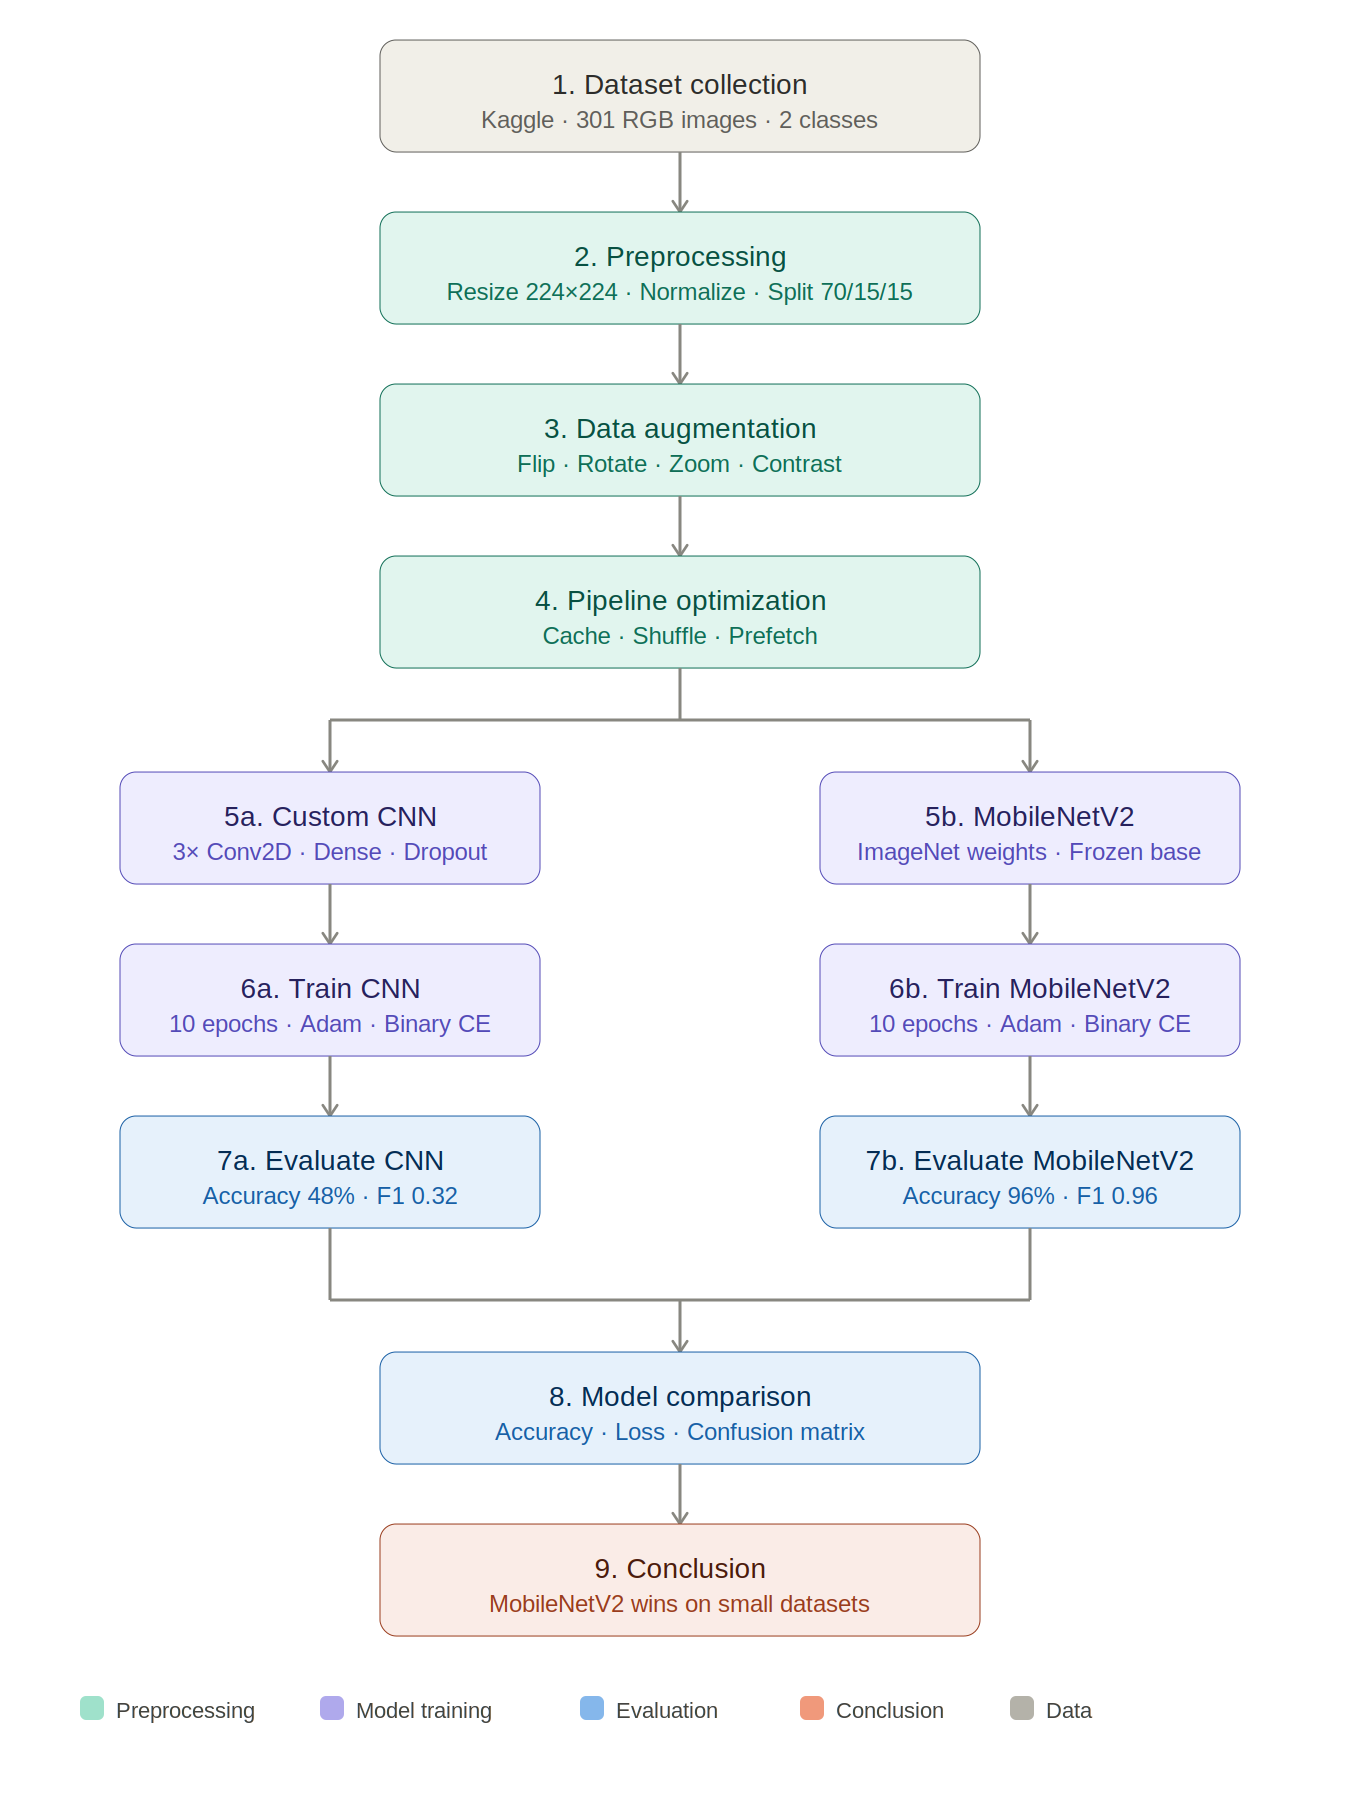 1. Dataset collection
Kaggle · 301 RGB images · 2 classes
2. Preprocessing
Resize 224×224 · Normalize · Split 70/15/15
3. Data augmentation
Flip · Rotate · Zoom · Contrast
4. Pipeline optimization
Cache · Shuffle · Prefetch
5a. Custom CNN
3× Conv2D · Dense · Dropout
5b. MobileNetV2
ImageNet weights · Frozen base
6a. Train CNN
10 epochs · Adam · Binary CE
6b. Train MobileNetV2
10 epochs · Adam · Binary CE
7a. Evaluate CNN
Accuracy 48% · F1 0.32
7b. Evaluate MobileNetV2
Accuracy 96% · F1 0.96
8. Model comparison
Accuracy · Loss · Confusion matrix
9. Conclusion
MobileNetV2 wins on small datasets
Preprocessing
Model training
Evaluation
Conclusion
Data